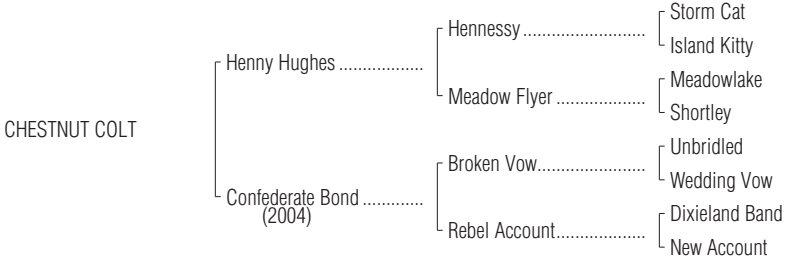 Storm Cat
Hennessy ..........................
Island Kitty
Henny Hughes ..................
Meadowlake
Meadow Flyer ...................
Shortley
CHESTNUT COLT
Unbridled
Broken Vow.......................
Wedding Vow
Confederate Bond .............
(2004)
Dixieland Band
Rebel Account...................
New Account